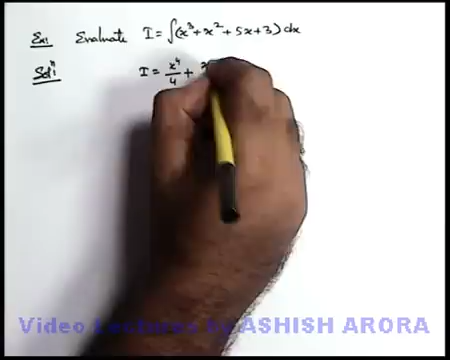 Ex: Evaluate I = ∫(x³ + x² + 5x + 3) dx
Solⁿ I = x⁴/4 +
Video Lectures by ASHISH ARORA